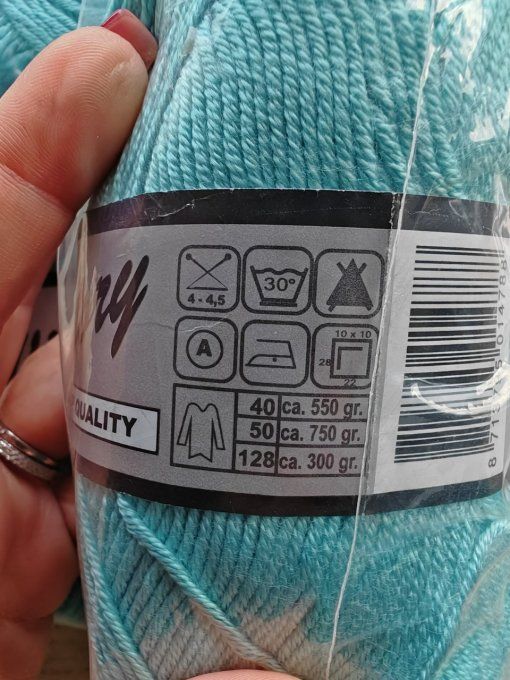 4 - 4,5
30°
A
10 x 10
28
22
QUALITY
40 ca. 550 gr.
50 ca. 750 gr.
128 ca. 300 gr.